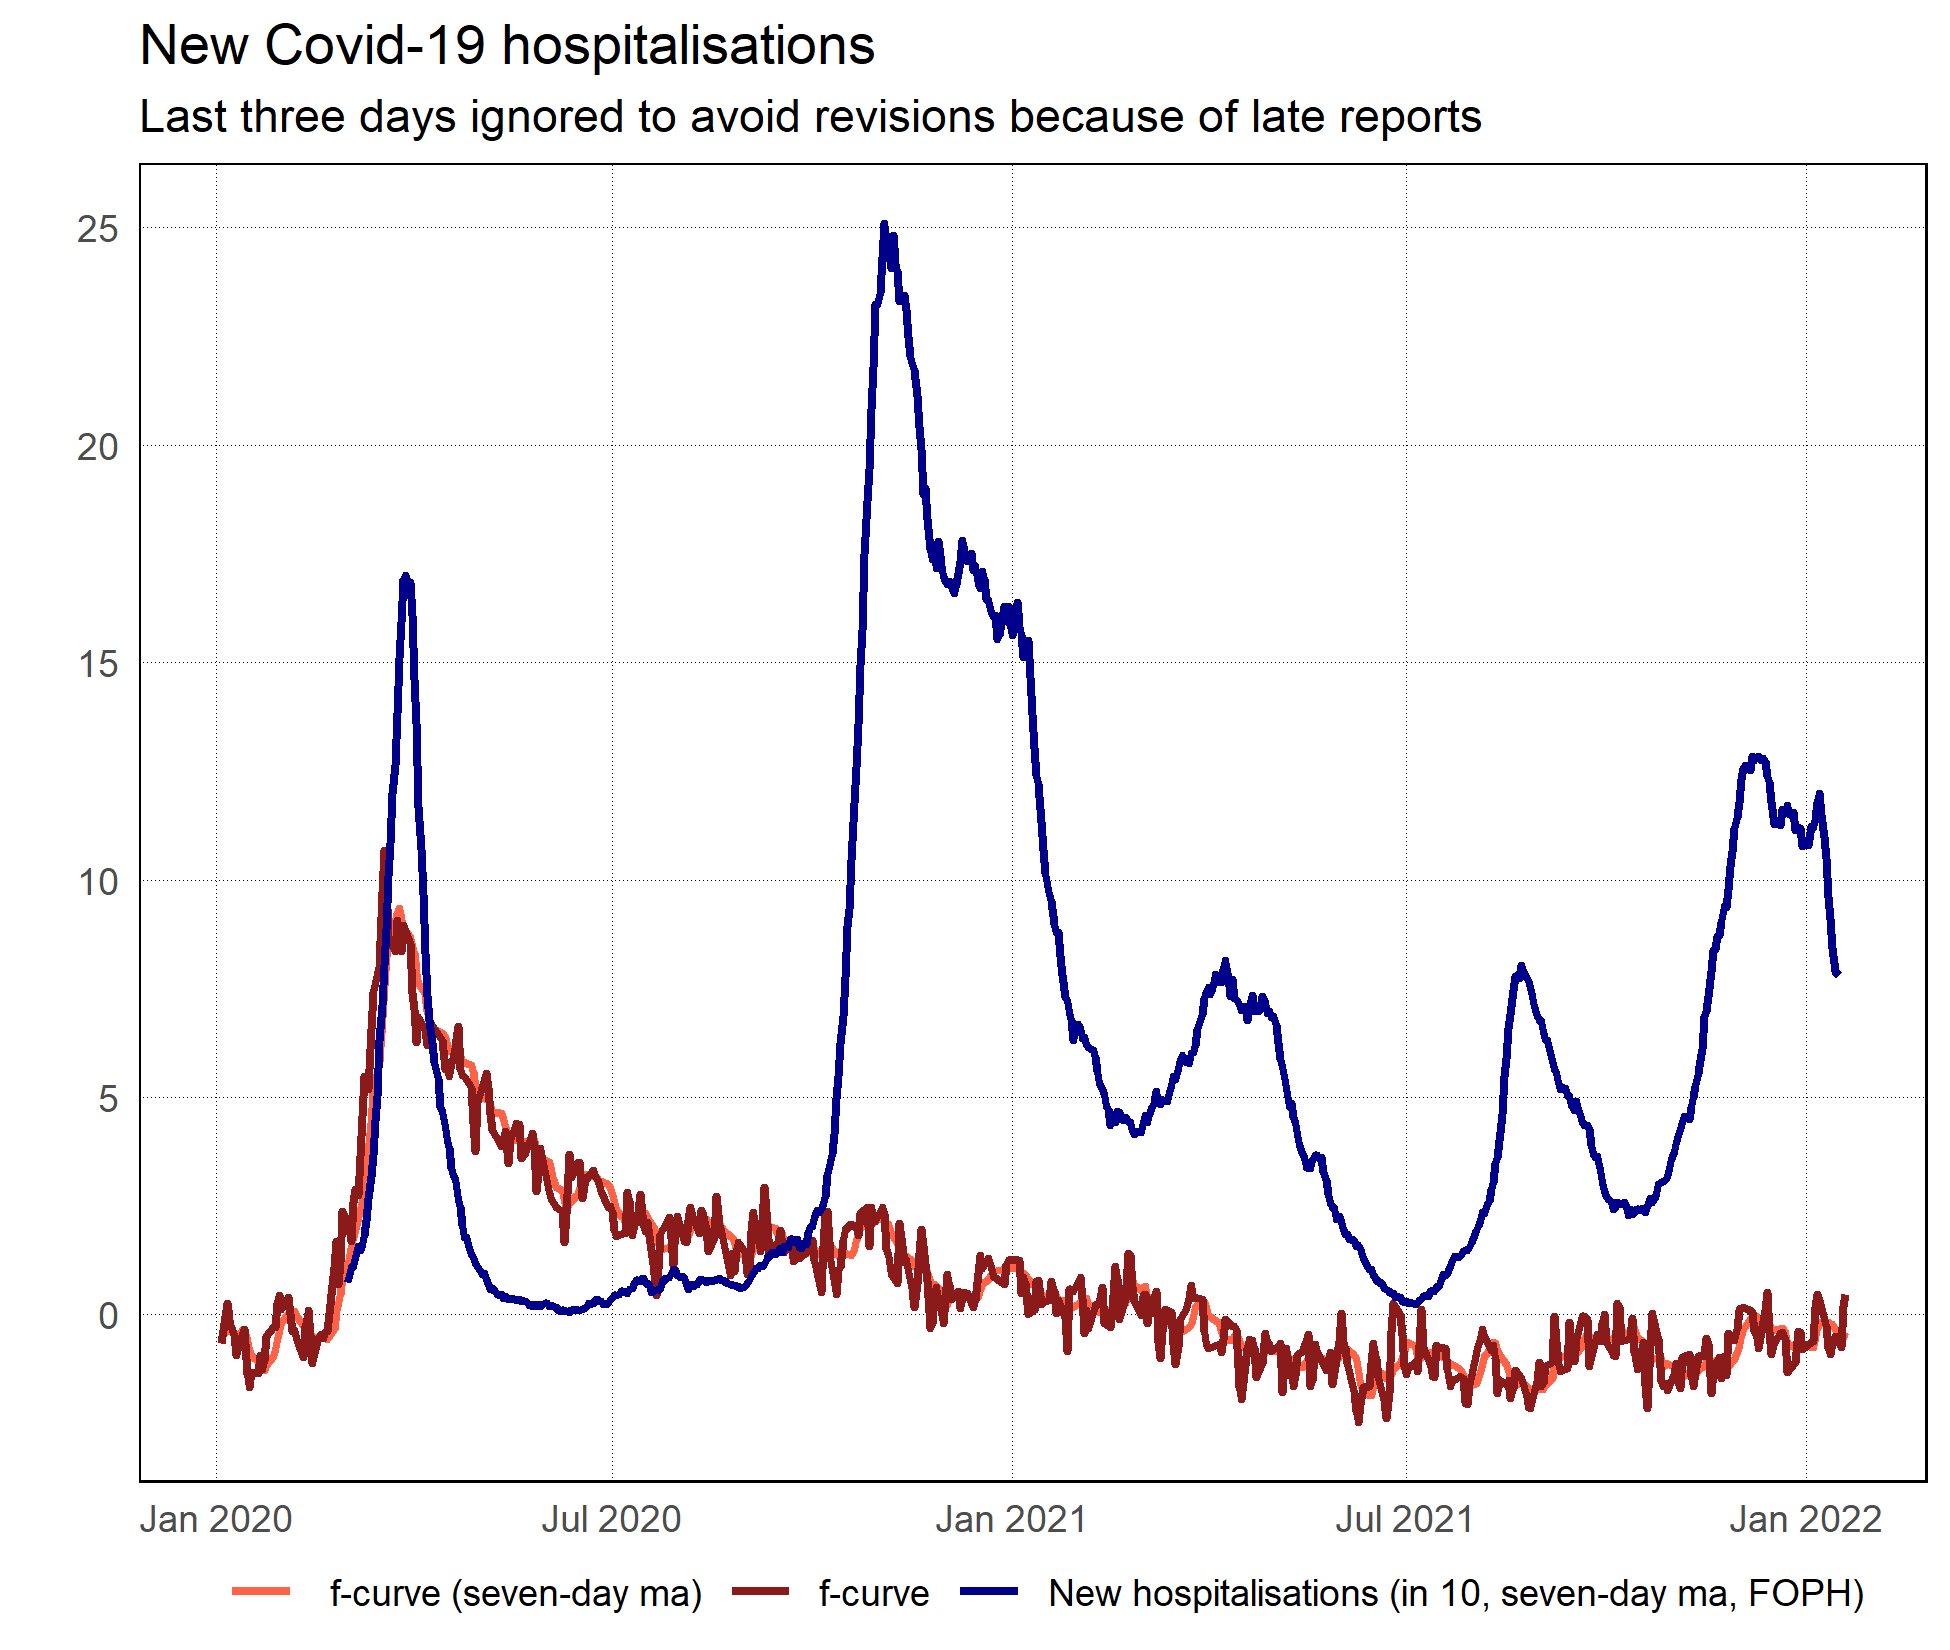 New Covid-19 hospitalisations
Last three days ignored to avoid revisions because of late reports
25
20
15
10
5
0
Jan 2020 Jul 2020 Jan 2021 Jul 2021 Jan 2022
f-curve (seven-day ma) f-curve New hospitalisations (in 10, seven-day ma, FOPH)